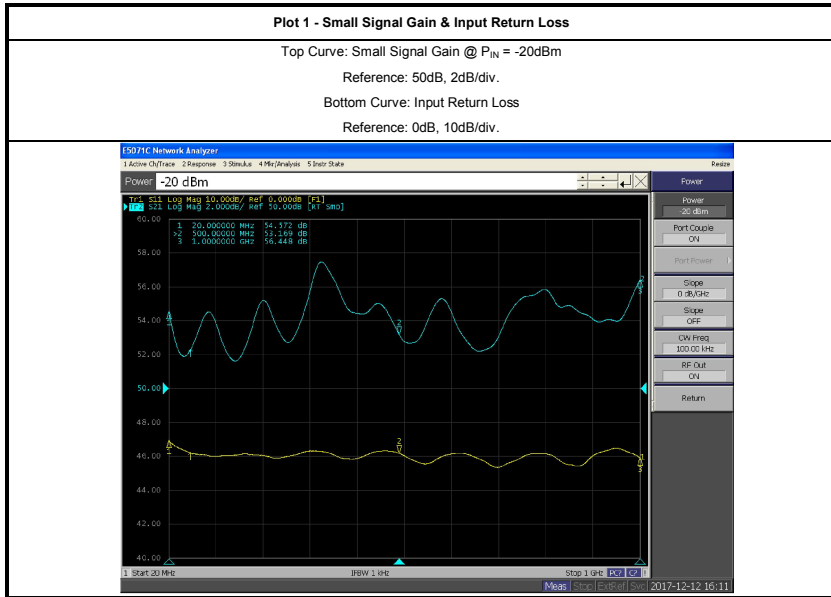 Plot 1 - Small Signal Gain & Input Return Loss
Top Curve: Small Signal Gain @ PIN = -20dBm
Reference: 50dB, 2dB/div.
Bottom Curve: Input Return Loss
Reference: 0dB, 10dB/div.
E5071C Network Analyzer
1 Active Ch/Trace 2 Response 3 Stimulus 4 Mkr/Analysis 5 Instr State
Resize
Power -20 dBm
Power
Tr1 S11 Log Mag 10.00dB/ Ref 0.000dB [F1]
Tr2 S21 Log Mag 2.000dB/ Ref 50.00dB [RT SMO]
Power
-20 dBm
60.00
1 20.000000 MHz 54.372 dB
>2 500.00000 MHz 53.169 dB
3 1.0000000 GHz 56.448 dB
Port Couple
ON
58.00
Port Power
56.00
Slope
0 dB/GHz
54.00
Slope
OFF
52.00
CW Freq
100.00 kHz
RF Out
ON
50.00
Return
48.00
46.00
44.00
42.00
40.00
1 Start 20 MHz IFBW 1 kHz Stop 1 GHz
Meas Stop ExtRef Svc 2017-12-12 16:11